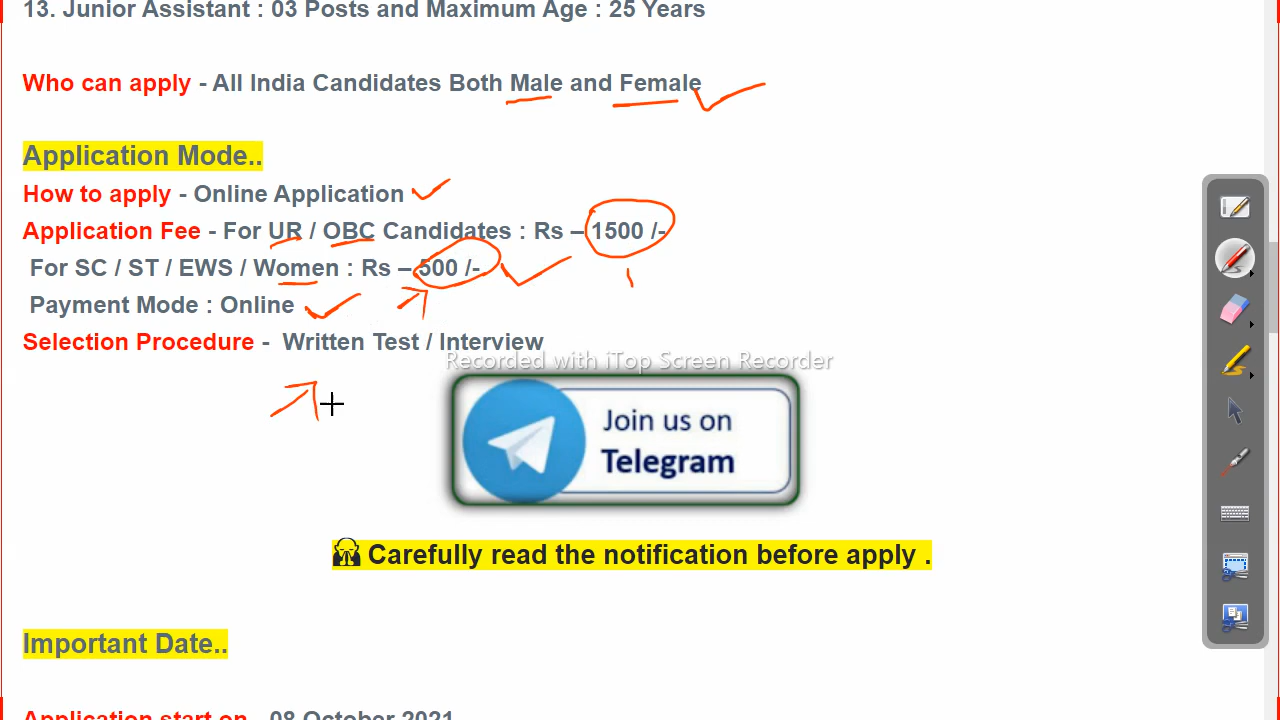 13. Junior Assistant : 03 Posts and Maximum Age : 25 Years
Who can apply - All India Candidates Both Male and Female
Application Mode..
How to apply - Online Application
Application Fee - For UR / OBC Candidates : Rs – 1500 /-
For SC / ST / EWS / Women : Rs – 500 /-
Payment Mode : Online
Selection Procedure - Written Test / Interview
Recorded with iTop Screen Recorder
Join us on
Telegram
Carefully read the notification before apply .
Important Date..
Application start on - 08 October 2021